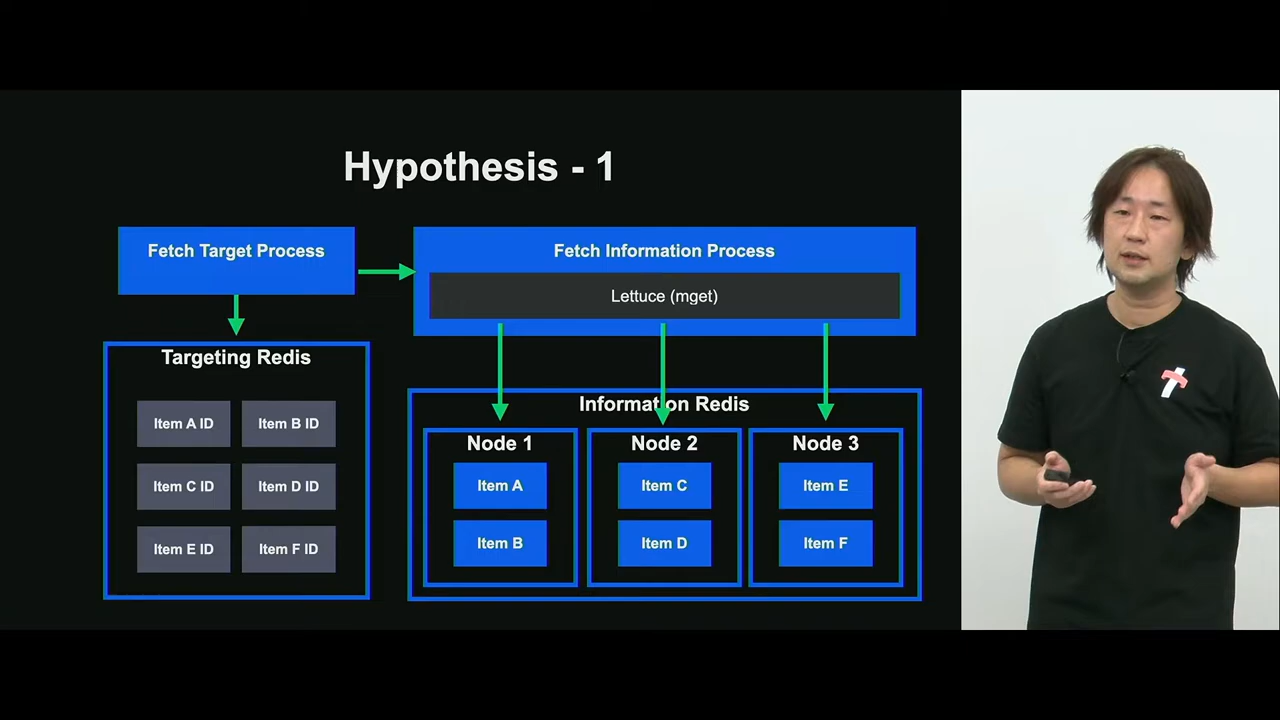 Hypothesis - 1
Fetch Target Process
Fetch Information Process
Lettuce (mget)
Targeting Redis
Item A ID
Item B ID
Item C ID
Item D ID
Item E ID
Item F ID
Information Redis
Node 1
Item A
Item B
Node 2
Item C
Item D
Node 3
Item E
Item F